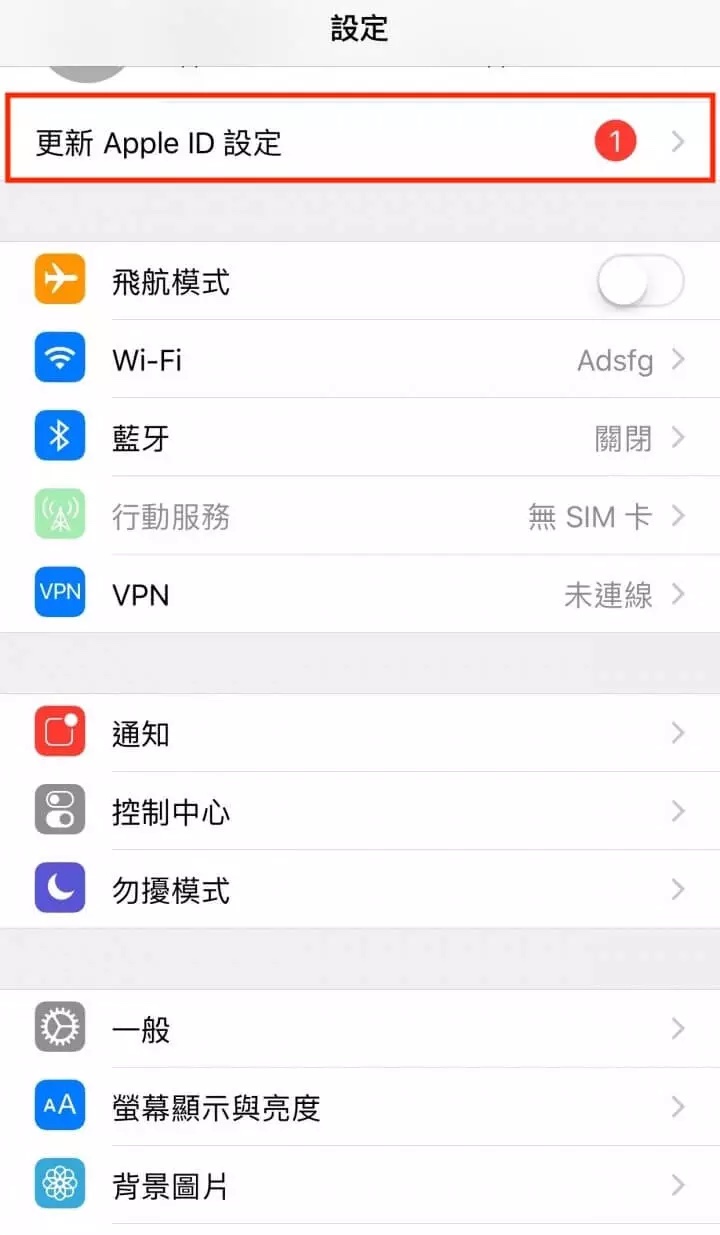 設定
更新 Apple ID 設定 1
飛航模式
Wi-Fi Adsfg
藍牙 關閉
行動服務 無 SIM 卡
VPN VPN 未連線
通知
控制中心
勿擾模式
一般
AA 螢幕顯示與亮度
背景圖片